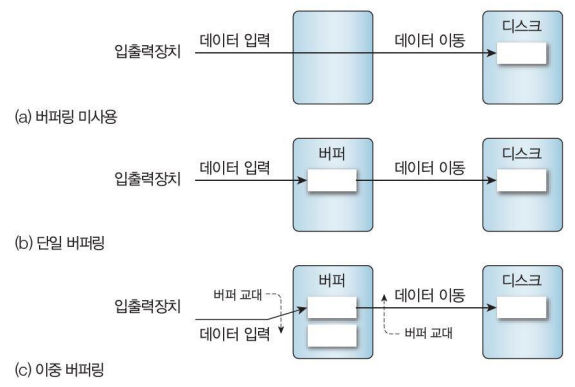 디스크
입출력장치
데이터 입력
데이터 이동
(a) 버퍼링 미사용
버퍼
디스크
입출력장치
데이터 입력
데이터 이동
(b) 단일 버퍼링
버퍼
디스크
버퍼 교대
데이터 이동
입출력장치
데이터 입력
버퍼 교대
(c) 이중 버퍼링